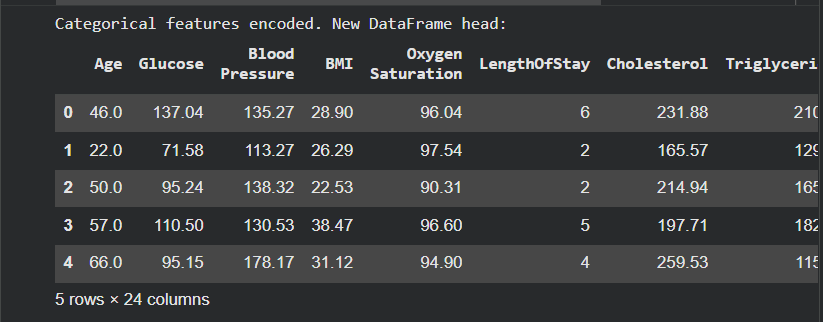 Categorical features encoded. New DataFrame head:
Age Glucose Blood Pressure BMI Oxygen Saturation LengthOfStay Cholesterol Triglyceri
0 46.0 137.04 135.27 28.90 96.04 6 231.88 210
1 22.0 71.58 113.27 26.29 97.54 2 165.57 129
2 50.0 95.24 138.32 22.53 90.31 2 214.94 165
3 57.0 110.50 130.53 38.47 96.60 5 197.71 182
4 66.0 95.15 178.17 31.12 94.90 4 259.53 115
5 rows × 24 columns